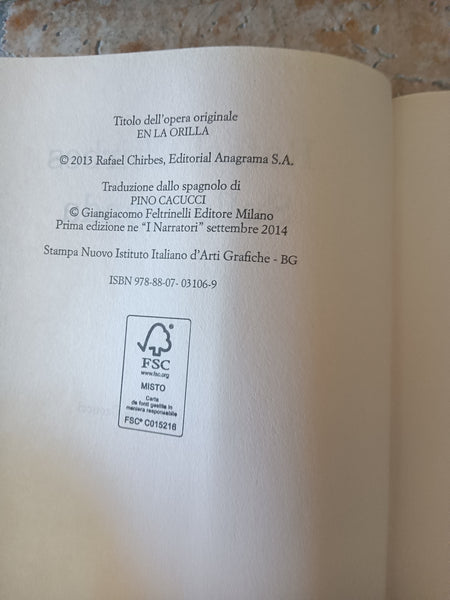 Titolo dell'opera originale
EN LA ORILLA
© 2013 Rafael Chirbes, Editorial Anagrama S.A.
Traduzione dallo spagnolo di
PINO CACUCCI
© Giangiacomo Feltrinelli Editore Milano
Prima edizione ne “I Narratori” settembre 2014
Stampa Nuovo Istituto Italiano d'Arti Grafiche - BG
ISBN 978-88-07- 03106-9
FSC
www.fsc.org
MISTO
Carta
da fonti gestite in
maniera responsabile
FSC® C015216